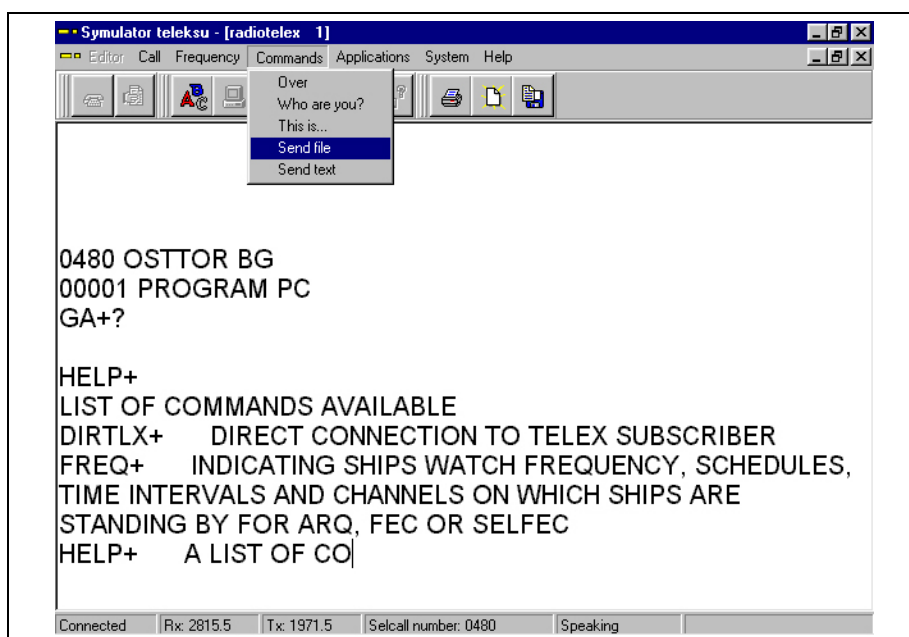 Symulator teleksu - [radiotelex 1]
Editor Call Frequency Commands Applications System Help
Over
Who are you?
This is...
Send file
Send text
0480 OSTTOR BG
00001 PROGRAM PC
GA+?
HELP+
LIST OF COMMANDS AVAILABLE
DIRTLX+ DIRECT CONNECTION TO TELEX SUBSCRIBER
FREQ+ INDICATING SHIPS WATCH FREQUENCY, SCHEDULES,
TIME INTERVALS AND CHANNELS ON WHICH SHIPS ARE
STANDING BY FOR ARQ, FEC OR SELFEC
HELP+ A LIST OF CO
Connected Rx: 2815.5 Tx: 1971.5 Selcall number: 0480 Speaking